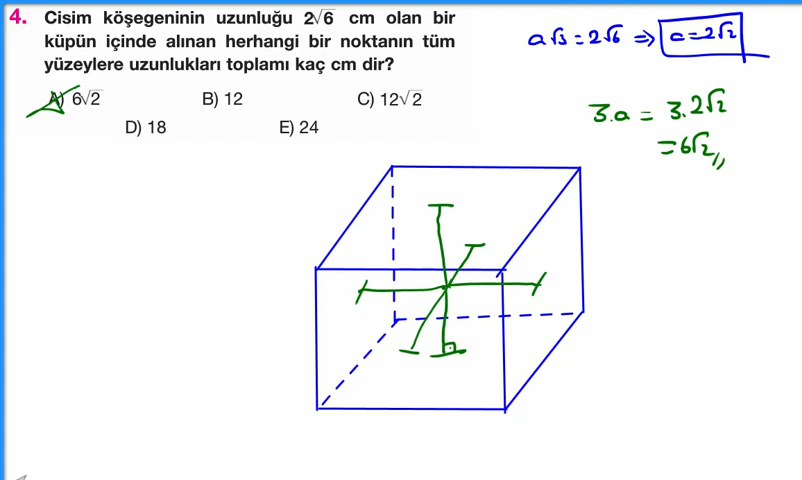 4. Cisim köşegeninin uzunluğu 2√6 cm olan bir
küpün içinde alınan herhangi bir noktanın tüm
yüzeylere uzunlukları toplamı kaç cm dir?
A) 6√2 B) 12 C) 12√2
D) 18 E) 24
a√3 = 2√6 ⇒ a = 2√2
3.a = 3.2√2
= 6√2 //